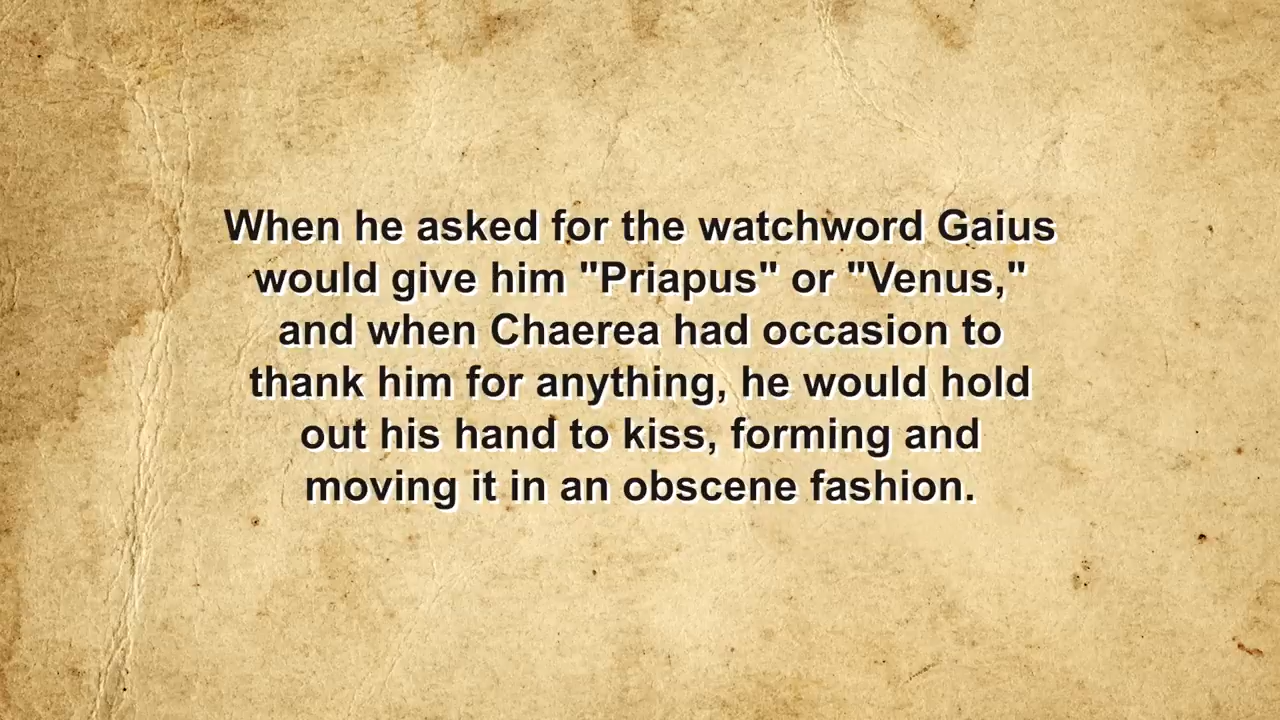 When he asked for the watchword Gaius
would give him "Priapus" or "Venus,"
and when Chaerea had occasion to
thank him for anything, he would hold
out his hand to kiss, forming and
moving it in an obscene fashion.